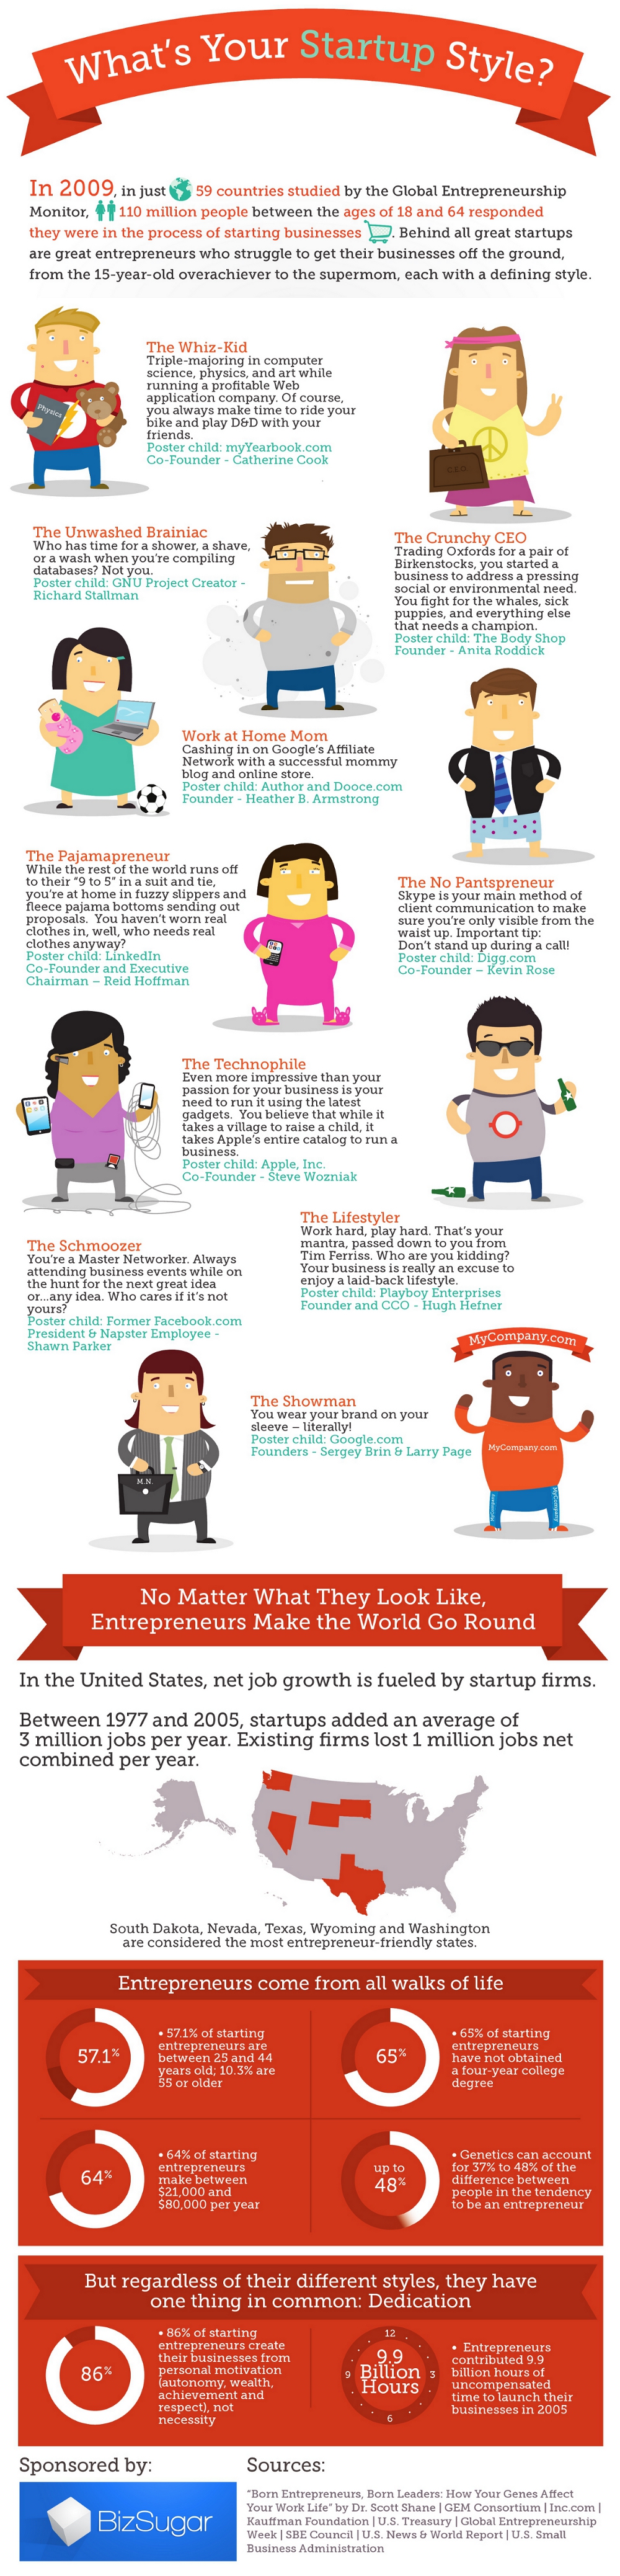 What's Your Startup Style?
In 2009, in just 59 countries studied by the Global Entrepreneurship
Monitor, 110 million people between the ages of 18 and 64 responded
they were in the process of starting businesses. Behind all great startups
are great entrepreneurs who struggle to get their businesses off the ground,
from the 15-year-old overachiever to the supermom, each with a defining style.
Physics
The Whiz-Kid
Triple-majoring in computer
science, physics, and art while
running a profitable Web
application company. Of course,
you always make time to ride your
bike and play D&D with your
friends.
Poster child: myYearbook.com
Co-Founder - Catherine Cook
C.E.O.
The Unwashed Brainiac
Who has time for a shower, a shave,
or a wash when you're compiling
databases? Not you.
Poster child: GNU Project Creator -
Richard Stallman
The Crunchy CEO
Trading Oxfords for a pair of
Birkenstocks, you started a
business to address a pressing
social or environmental need.
You fight for the whales, sick
puppies, and everything else
that needs a champion.
Poster child: The Body Shop
Founder - Anita Roddick
Work at Home Mom
Cashing in on Google's Affiliate
Network with a successful mommy
blog and online store.
Poster child: Author and Dooce.com
Founder - Heather B. Armstrong
The Pajamapreneur
While the rest of the world runs off
to their "9 to 5" in a suit and tie,
you're at home in fuzzy slippers and
fleece pajama bottoms sending out
proposals. You haven't worn real
clothes in, well, who needs real
clothes anyway?
Poster child: LinkedIn
Co-Founder and Executive
Chairman – Reid Hoffman
The No Pantspreneur
Skype is your main method of
client communication to make
sure you're only visible from the
waist up. Important tip:
Don't stand up during a call!
Poster child: Digg.com
Co-Founder – Kevin Rose
The Technophile
Even more impressive than your
passion for your business is your
need to run it using the latest
gadgets. You believe that while it
takes a village to raise a child, it
takes Apple's entire catalog to run a
business.
Poster child: Apple, Inc.
Co-Founder - Steve Wozniak
The Lifestyler
Work hard, play hard. That's your
mantra, passed down to you from
Tim Ferriss. Who are you kidding?
Your business is really an excuse to
enjoy a laid-back lifestyle.
Poster child: Playboy Enterprises
Founder and CCO - Hugh Hefner
The Schmoozer
You're a Master Networker. Always
attending business events while on
the hunt for the next great idea
or...any idea. Who cares if it's not
yours?
Poster child: Former Facebook.com
President & Napster Employee -
Shawn Parker
MyCompany.com
The Showman
You wear your brand on your
sleeve – literally!
Poster child: Google.com
Founders - Sergey Brin & Larry Page
MyCompany.com
M.N.
MyCompany
MyCompany
No Matter What They Look Like,
Entrepreneurs Make the World Go Round
In the United States, net job growth is fueled by startup firms.
Between 1977 and 2005, startups added an average of
3 million jobs per year. Existing firms lost 1 million jobs net
combined per year.
South Dakota, Nevada, Texas, Wyoming and Washington
are considered the most entrepreneur-friendly states.
Entrepreneurs come from all walks of life
57.1%
• 57.1% of starting
entrepreneurs are
between 25 and 44
years old; 10.3% are
55 or older
65%
• 65% of starting
entrepreneurs
have not obtained
a four-year college
degree
64%
• 64% of starting
entrepreneurs
make between
$21,000 and
$80,000 per year
up to
48%
• Genetics can account
for 37% to 48% of the
difference between
people in the tendency
to be an entrepreneur
But regardless of their different styles, they have
one thing in common: Dedication
86%
• 86% of starting
entrepreneurs create
their businesses from
personal motivation
(autonomy, wealth,
achievement and
respect), not
necessity
12
9.9
9 Billion 3
Hours
6
• Entrepreneurs
contributed 9.9
billion hours of
uncompensated
time to launch their
businesses in 2005
Sponsored by:
BizSugar
Sources:
"Born Entrepreneurs, Born Leaders: How Your Genes Affect
Your Work Life" by Dr. Scott Shane | GEM Consortium | Inc.com |
Kauffman Foundation | U.S. Treasury | Global Entrepreneurship
Week | SBE Council | U.S. News & World Report | U.S. Small
Business Administration